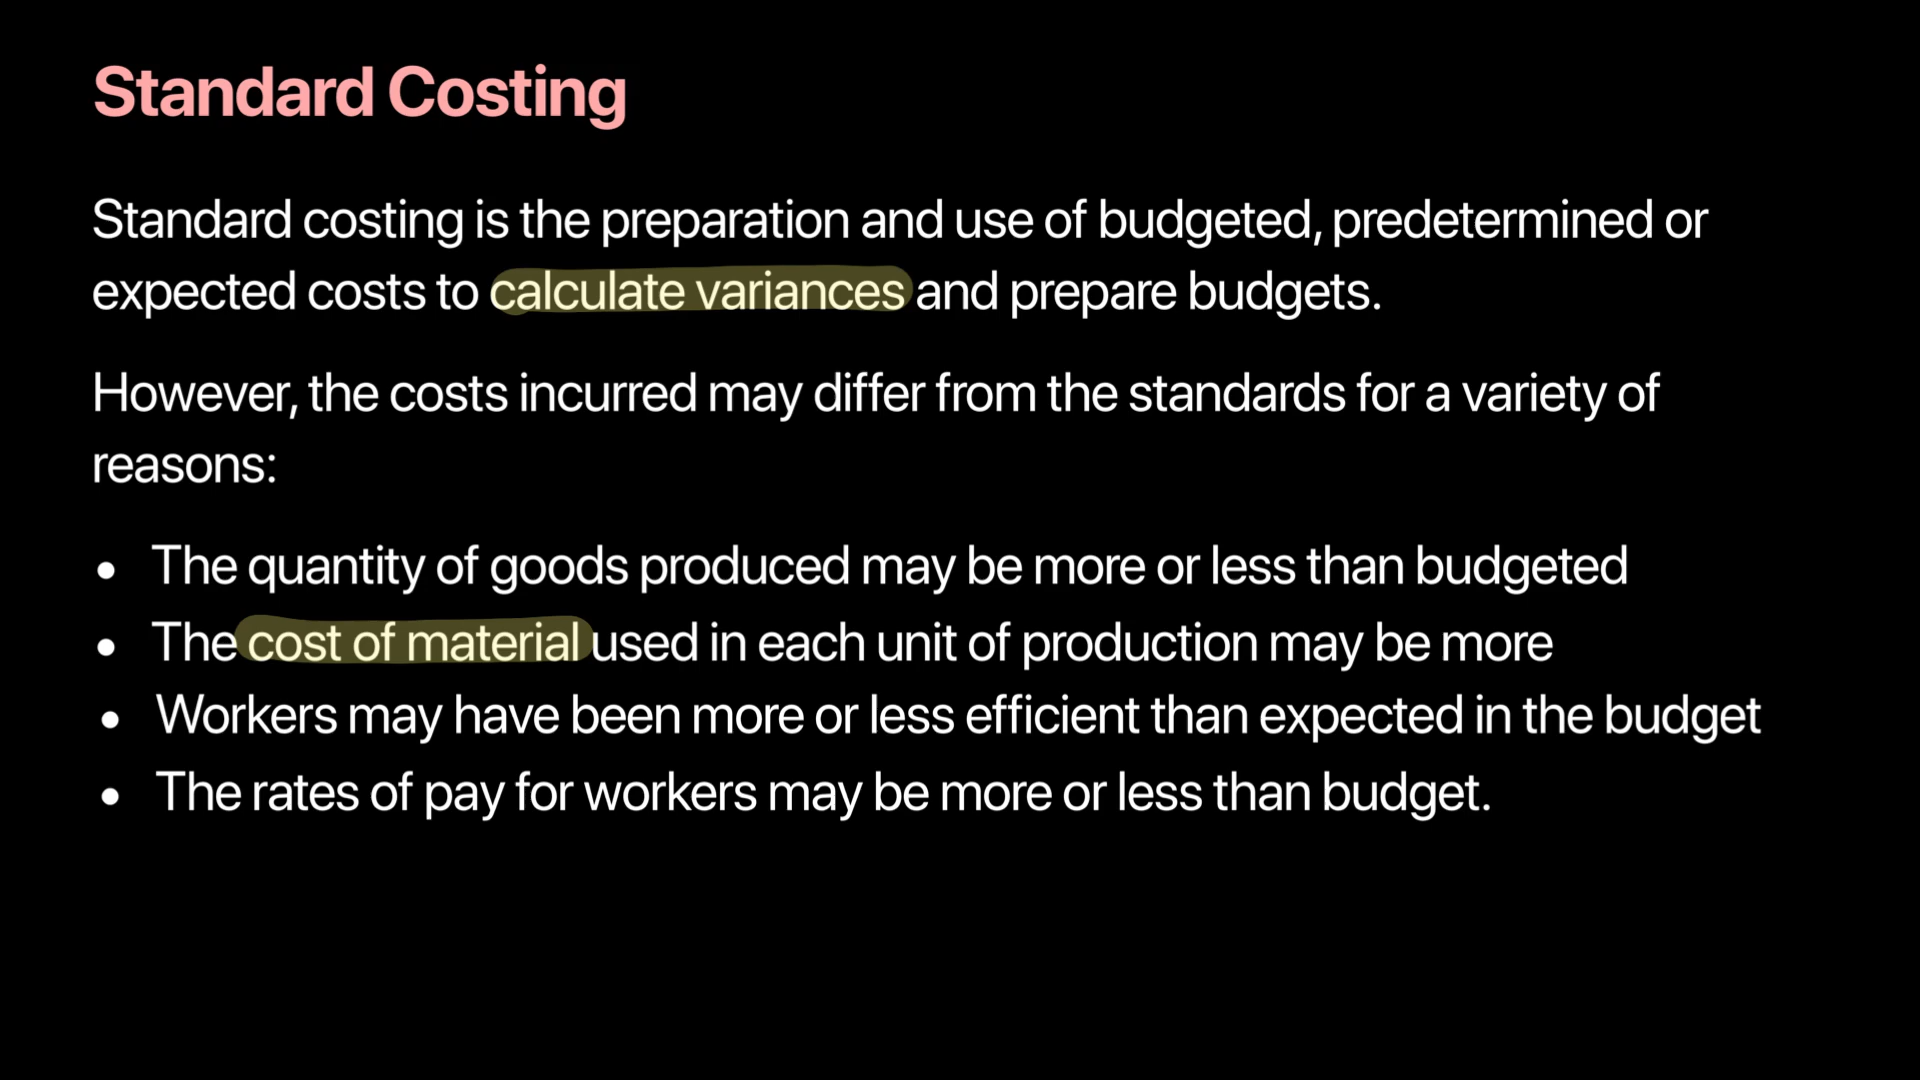 Standard Costing
Standard costing is the preparation and use of budgeted, predetermined or
expected costs to calculate variances and prepare budgets.
However, the costs incurred may differ from the standards for a variety of
reasons:
• The quantity of goods produced may be more or less than budgeted
• The cost of material used in each unit of production may be more
• Workers may have been more or less efficient than expected in the budget
• The rates of pay for workers may be more or less than budget.